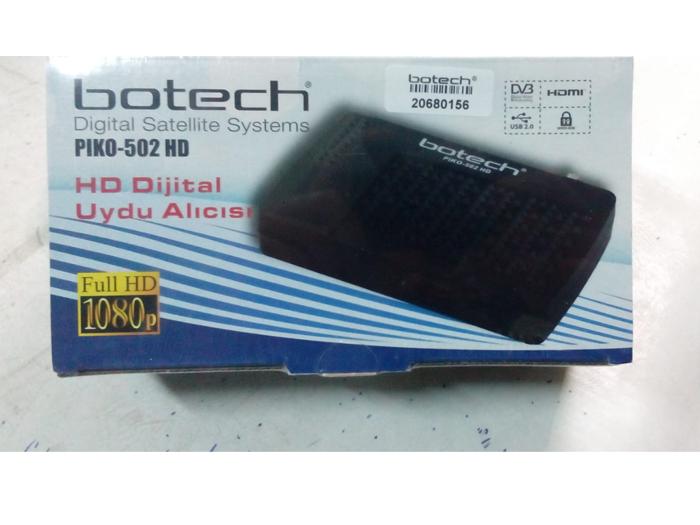 botech®
Digital Satellite Systems
PIKO-502 HD
HD Dijital
Uydu Alıcısı
Full HD
1080p
botech®
20680156
DVB
HDMI
USB 2.0
botech®
PIKO-502 HD